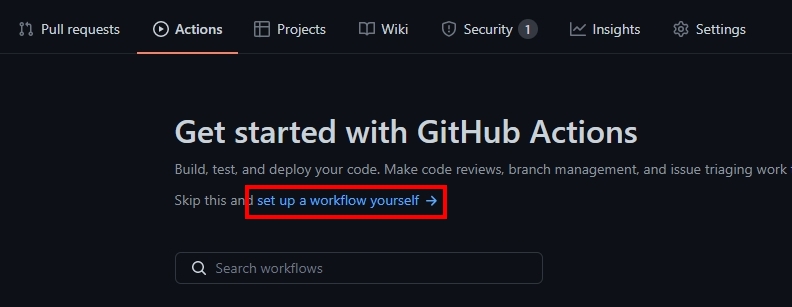 Pull requests Actions Projects Wiki Security 1 Insights Settings
Get started with GitHub Actions
Build, test, and deploy your code. Make code reviews, branch management, and issue triaging work
Skip this and set up a workflow yourself →
Search workflows